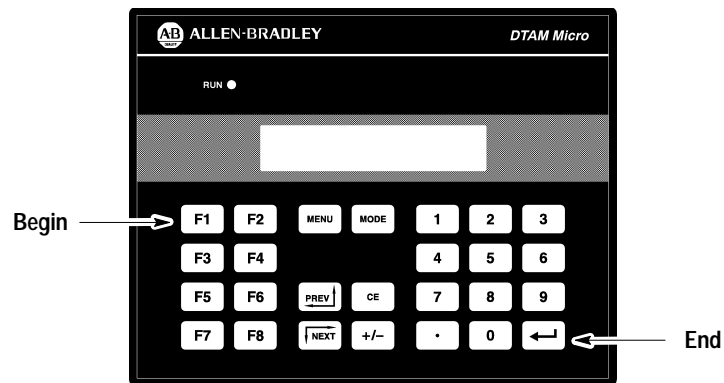 AB ALLEN-BRADLEY DTAM Micro
RUN
Begin F1 F2 MENU MODE 1 2 3
F3 F4 4 5 6
F5 F6 PREV CE 7 8 9
F7 F8 NEXT +/– · 0
End